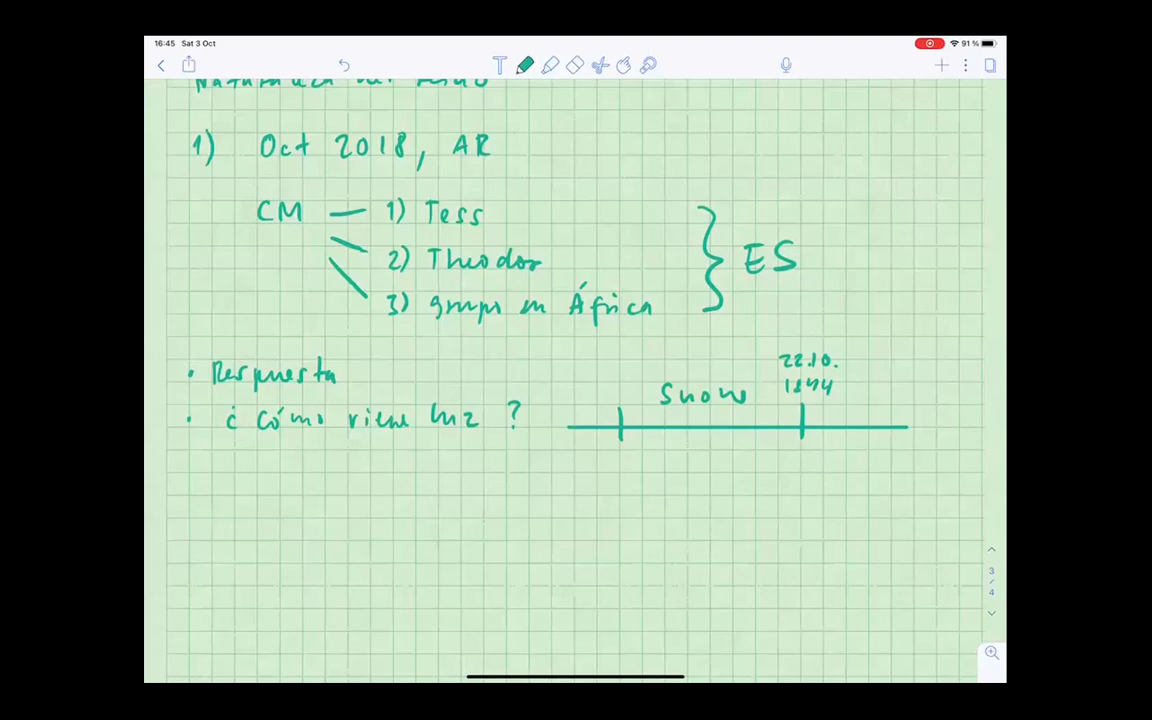 16:45 Sat 3 Oct 91 %
1) Oct 2018, AR
CM — 1) Tess
2) Theodor
3) grupo en África
} ES
• Respuesta
• ¿Cómo viene luz?
22.10.
1844
Snow
3
/
4